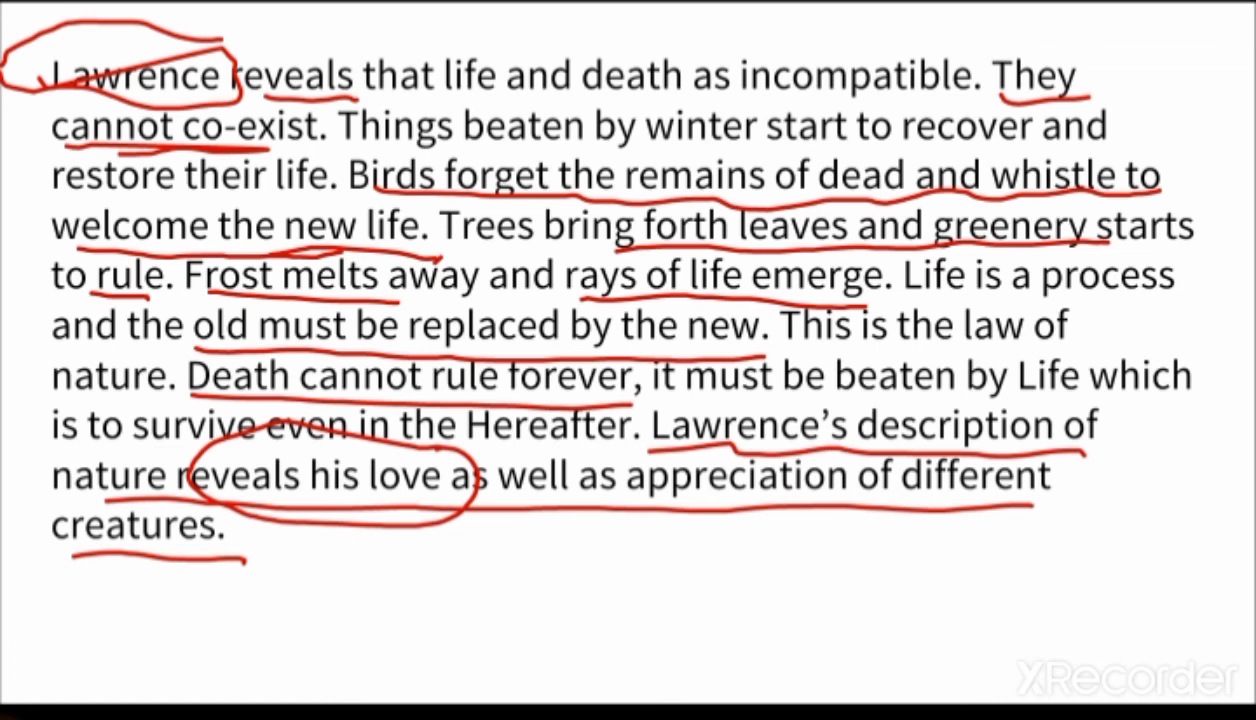 Lawrence reveals that life and death as incompatible. They
cannot co-exist. Things beaten by winter start to recover and
restore their life. Birds forget the remains of dead and whistle to
welcome the new life. Trees bring forth leaves and greenery starts
to rule. Frost melts away and rays of life emerge. Life is a process
and the old must be replaced by the new. This is the law of
nature. Death cannot rule forever, it must be beaten by Life which
is to survive even in the Hereafter. Lawrence's description of
nature reveals his love as well as appreciation of different
creatures.
XRecorder